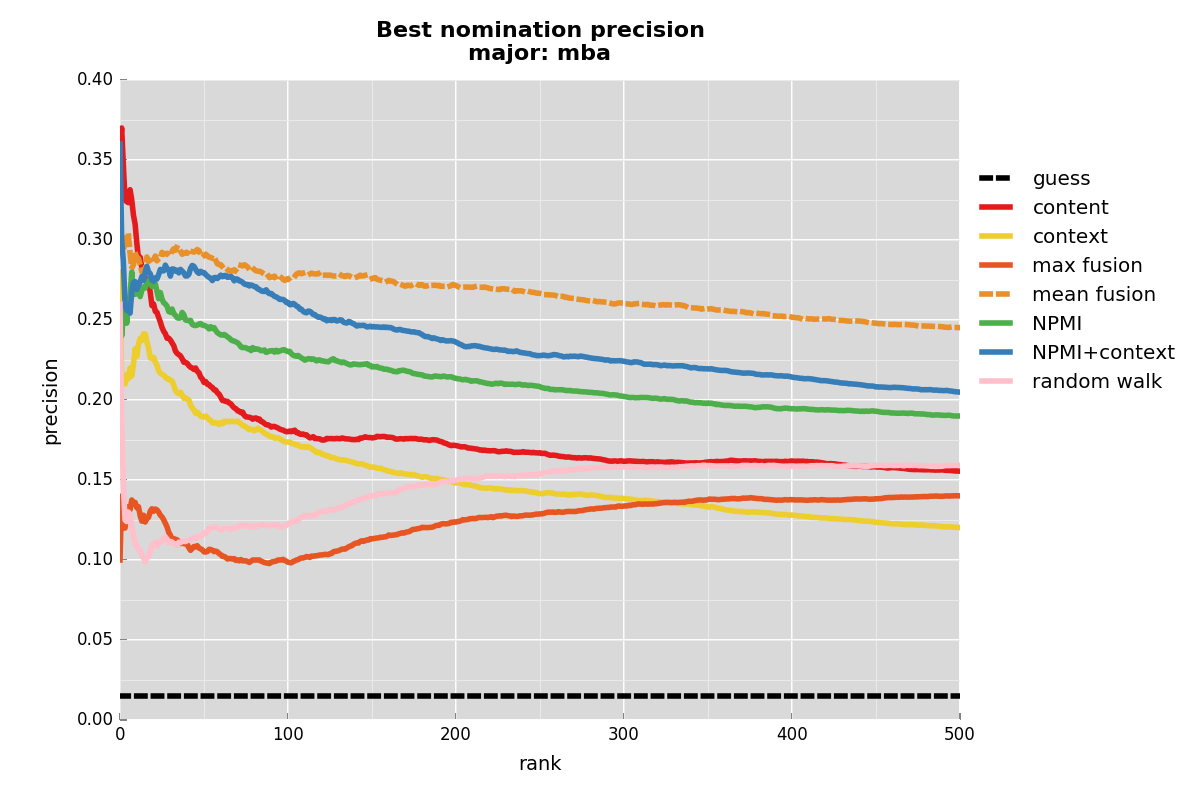 Best nomination precision
major: mba
0.40
0.35
0.30
0.25
0.20
0.15
0.10
0.05
0.00
precision
0 100 200 300 400 500
rank
guess
content
context
max fusion
mean fusion
NPMI
NPMI+context
random walk